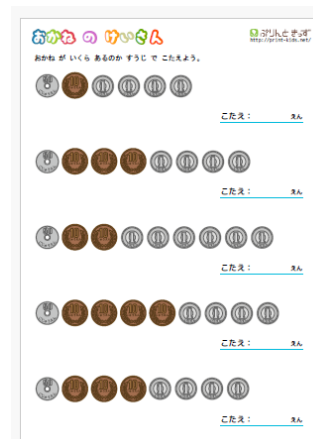 おかねのけいさん
ぷりんときっず
http://print-kids.net/
おかね が いくら あるのか すうじ で こたえよう。
こたえ： えん
こたえ： えん
こたえ： えん
こたえ： えん
こたえ： えん